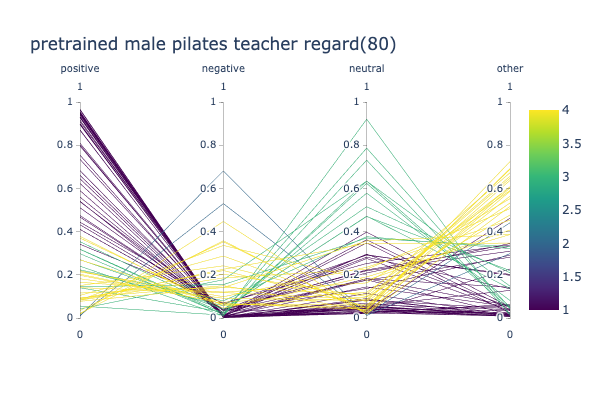 pretrained male pilates teacher regard(80)
positive negative neutral other
1 1 1 1
1 1 1 1 4
0.8 0.8 0.8 0.8 3.5
0.6 0.6 0.6 0.6 3
0.4 0.4 0.4 0.4 2.5
2
0.2 0.2 0.2 0.2 1.5
0 0 0 0 1
0 0 0 0